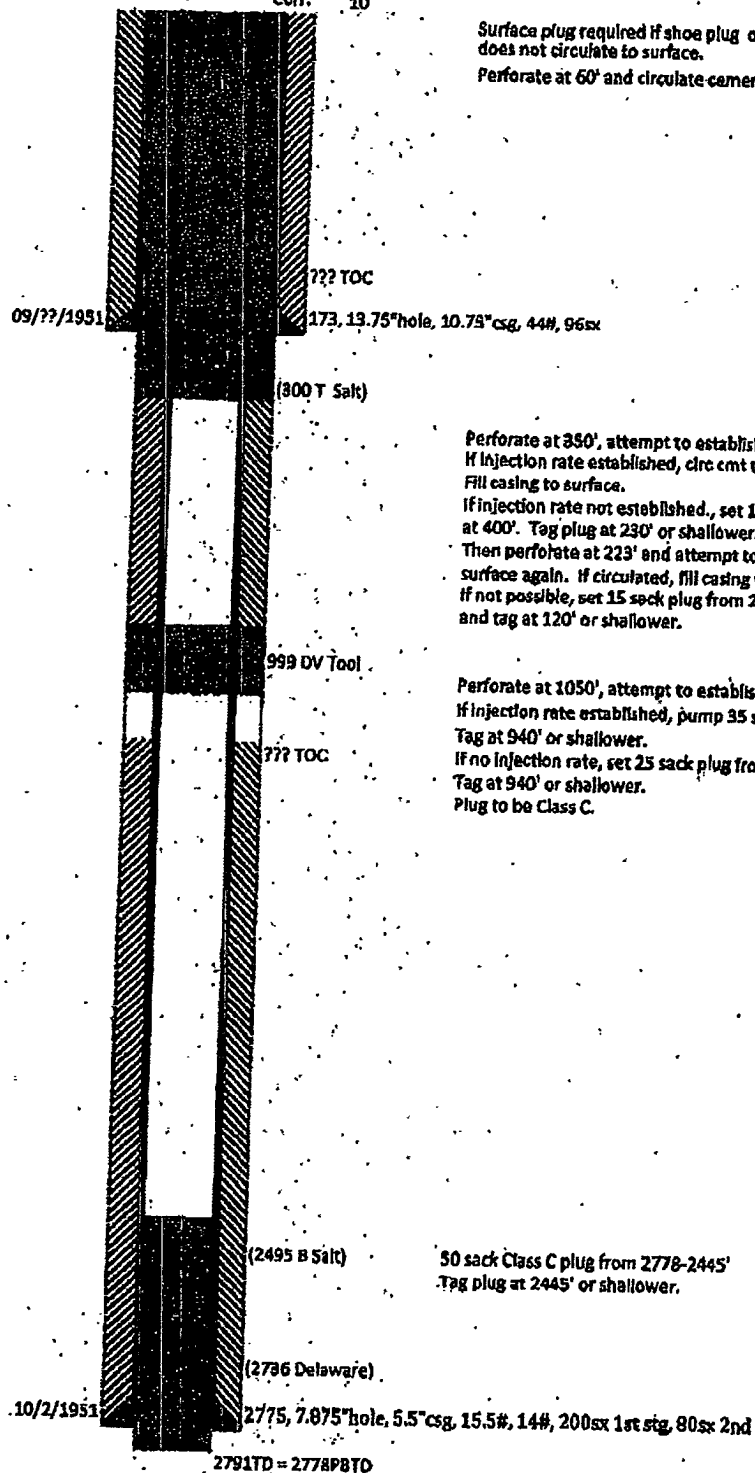 10
Surface plug required if shoe plug
does not circulate to surface.
Perforate at 60' and circulate cemen
??? TOC
09/??/1951
173, 13.75"hole, 10.75"csg, 44#, 96sx
(300 T Salt)
Perforate at 350', attempt to establis
If injection rate established, circ cmt
Fill casing to surface.
If injection rate not established., set 1
at 400'. Tag plug at 230' or shallower.
Then perforate at 223' and attempt to
surface again. If circulated, fill casing
If not possible, set 15 sack plug from 2
and tag at 120' or shallower.
999 DV Tool
Perforate at 1050', attempt to establis
If injection rate established, pump 35 s
Tag at 940' or shallower.
??? TOC
If no injection rate, set 25 sack plug fro
Tag at 940' or shallower.
Plug to be Class C.
(2495 B Salt)
50 sack Class C plug from 2778-2445'
Tag plug at 2445' or shallower.
(2736 Delaware)
10/2/1951
2775, 7.875"hole, 5.5"csg, 15.5#, 14#, 200sx 1st stg, 80sx 2nd
2791TD = 2778PBTD